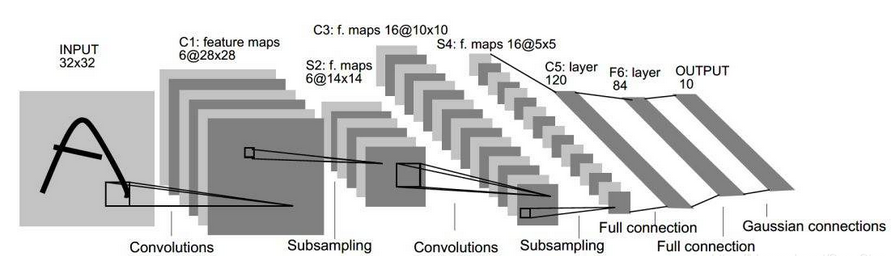 INPUT
32x32
C1: feature maps
6@28x28
C3: f. maps 16@10x10
S2: f. maps
6@14x14
S4: f. maps 16@5x5
C5: layer
120
F6: layer
84
OUTPUT
10
A
Convolutions
Subsampling
Convolutions
Subsampling
Full connection
Full connection
Gaussian connections